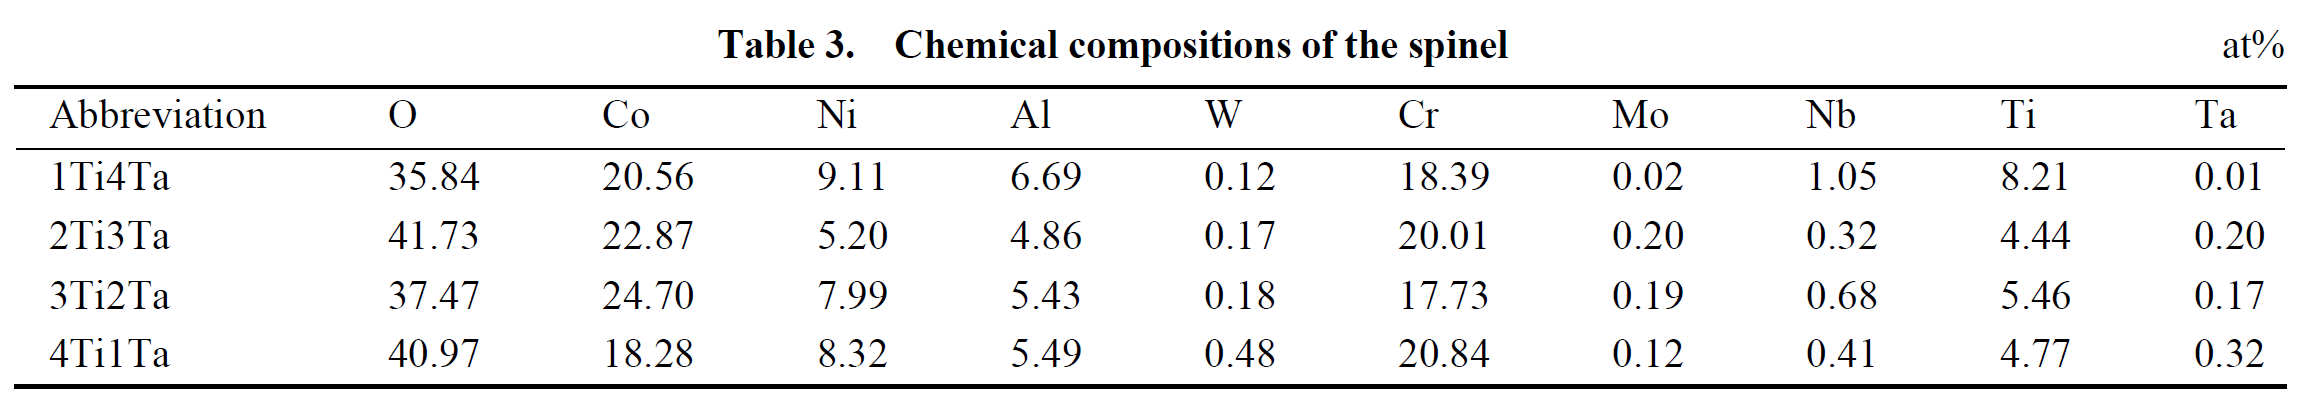 Table 3. Chemical compositions of the spinel at%
Abbreviation O Co Ni Al W Cr Mo Nb Ti Ta
1Ti4Ta 35.84 20.56 9.11 6.69 0.12 18.39 0.02 1.05 8.21 0.01
2Ti3Ta 41.73 22.87 5.20 4.86 0.17 20.01 0.20 0.32 4.44 0.20
3Ti2Ta 37.47 24.70 7.99 5.43 0.18 17.73 0.19 0.68 5.46 0.17
4Ti1Ta 40.97 18.28 8.32 5.49 0.48 20.84 0.12 0.41 4.77 0.32